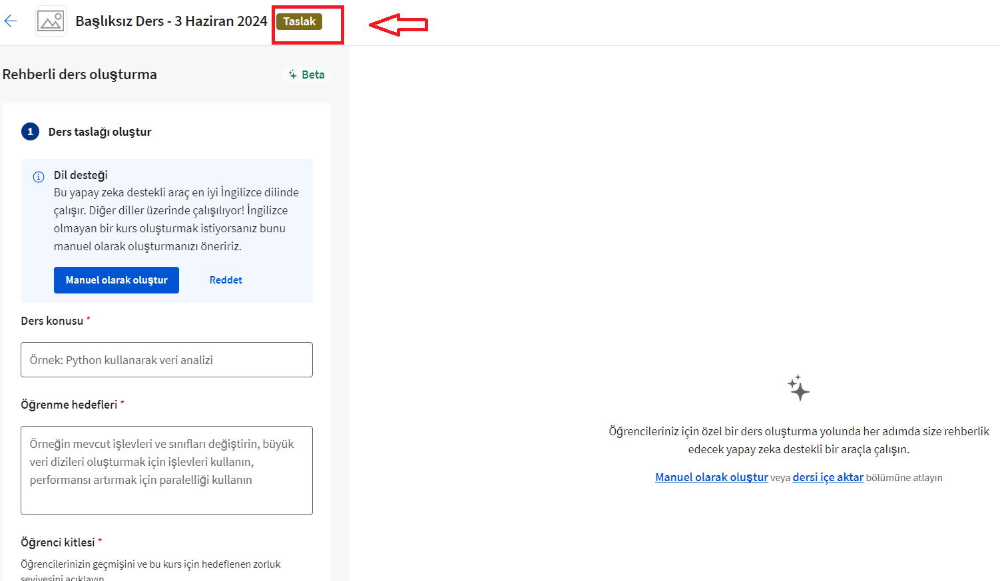 Başlıksız Ders - 3 Haziran 2024 Taslak
Rehberli ders oluşturma
Beta
1 Ders taslağı oluştur
Dil desteği
Bu yapay zeka destekli araç en iyi İngilizce dilinde
çalışır. Diğer diller üzerinde çalışılıyor! İngilizce
olmayan bir kurs oluşturmak istiyorsanız bunu
manuel olarak oluşturmanızı öneririz.
Manuel olarak oluştur
Reddet
Ders konusu *
Örnek: Python kullanarak veri analizi
Öğrenme hedefleri *
Örneğin mevcut işlevleri ve sınıfları değiştirin, büyük
veri dizileri oluşturmak için işlevleri kullanın,
performansı artırmak için paralelliği kullanın
Öğrenci kitlesi *
Öğrencilerinizin geçmişini ve bu kurs için hedeflenen zorluk
seviyesini açıklayın
Öğrencileriniz için özel bir ders oluşturma yolunda her adımda size rehberlik
edecek yapay zeka destekli bir araçla çalışın.
Manuel olarak oluştur veya dersi içe aktar bölümüne atlayın